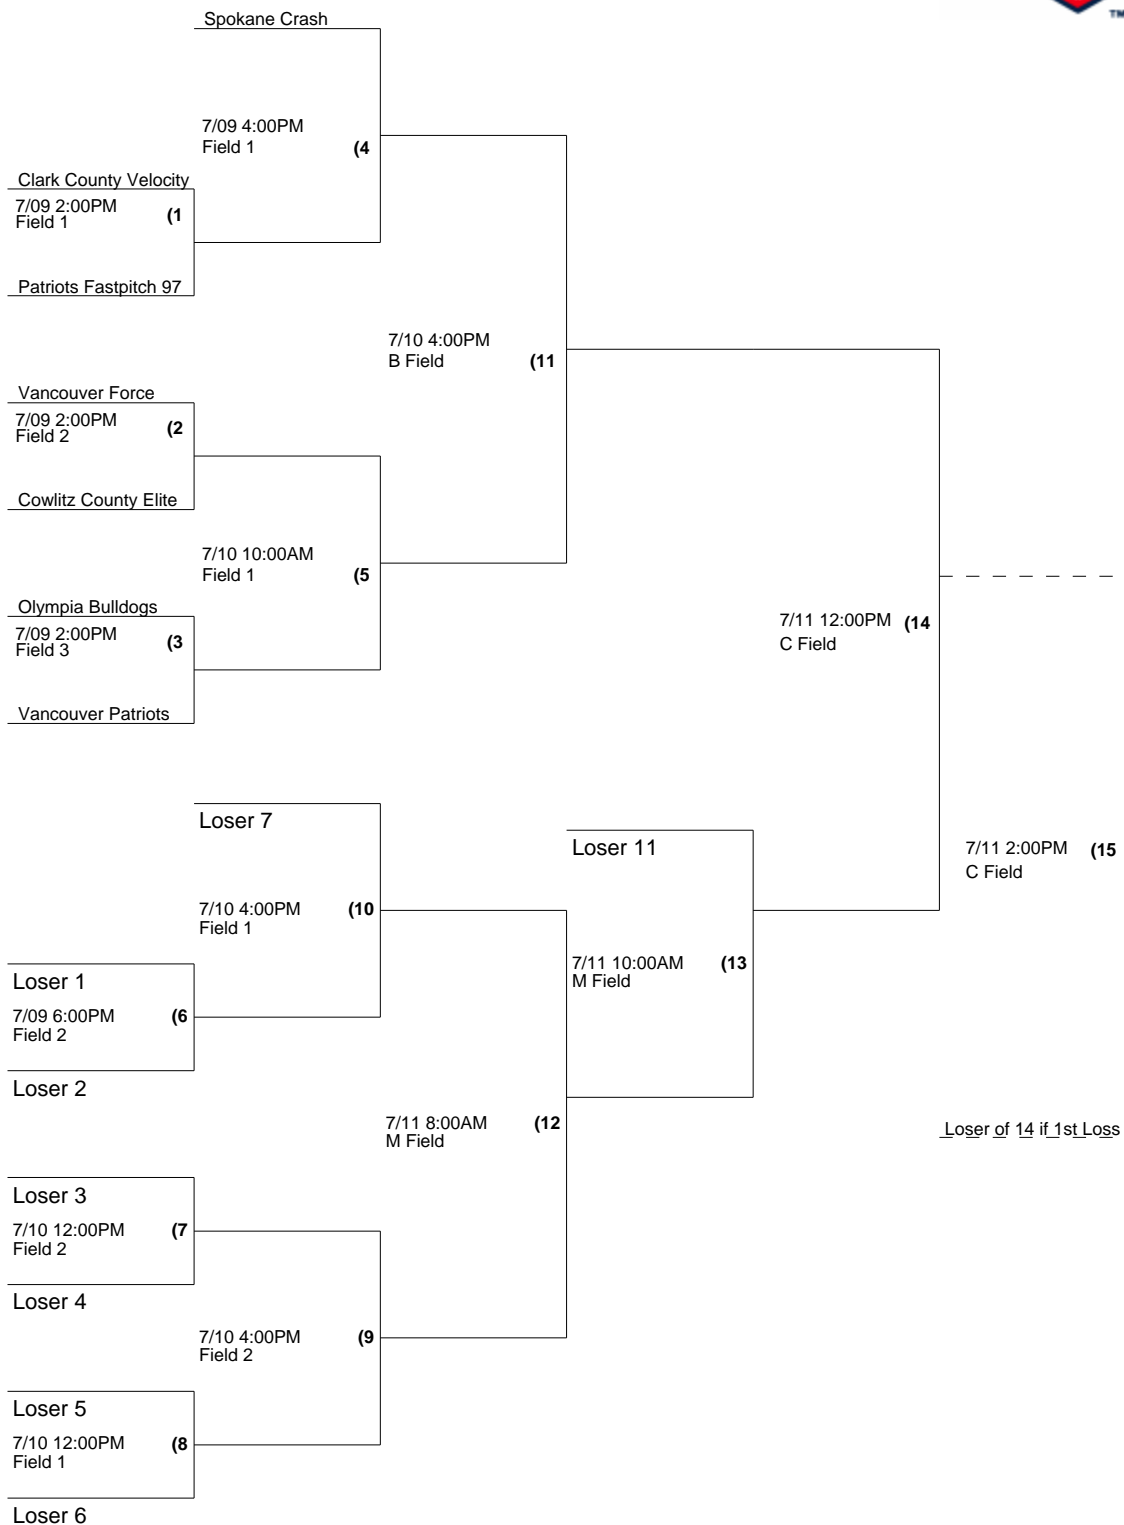 TM
Spokane Crash
7/09 4:00PM
Field 1 (4
Clark County Velocity
7/09 2:00PM
Field 1 (1
Patriots Fastpitch 97
7/10 4:00PM
B Field (11
Vancouver Force
7/09 2:00PM
Field 2 (2
Cowlitz County Elite
7/10 10:00AM
Field 1 (5
Olympia Bulldogs
7/09 2:00PM
Field 3 (3
Vancouver Patriots
7/11 12:00PM (14
C Field
Loser 7
7/10 4:00PM (10
Field 1
Loser 11
7/11 2:00PM (15
C Field
Loser 1
7/09 6:00PM (6
Field 2
Loser 2
7/11 10:00AM (13
M Field
7/11 8:00AM (12
M Field
Loser of 14 if 1st Loss
Loser 3
7/10 12:00PM (7
Field 2
Loser 4
7/10 4:00PM (9
Field 2
Loser 5
7/10 12:00PM (8
Field 1
Loser 6